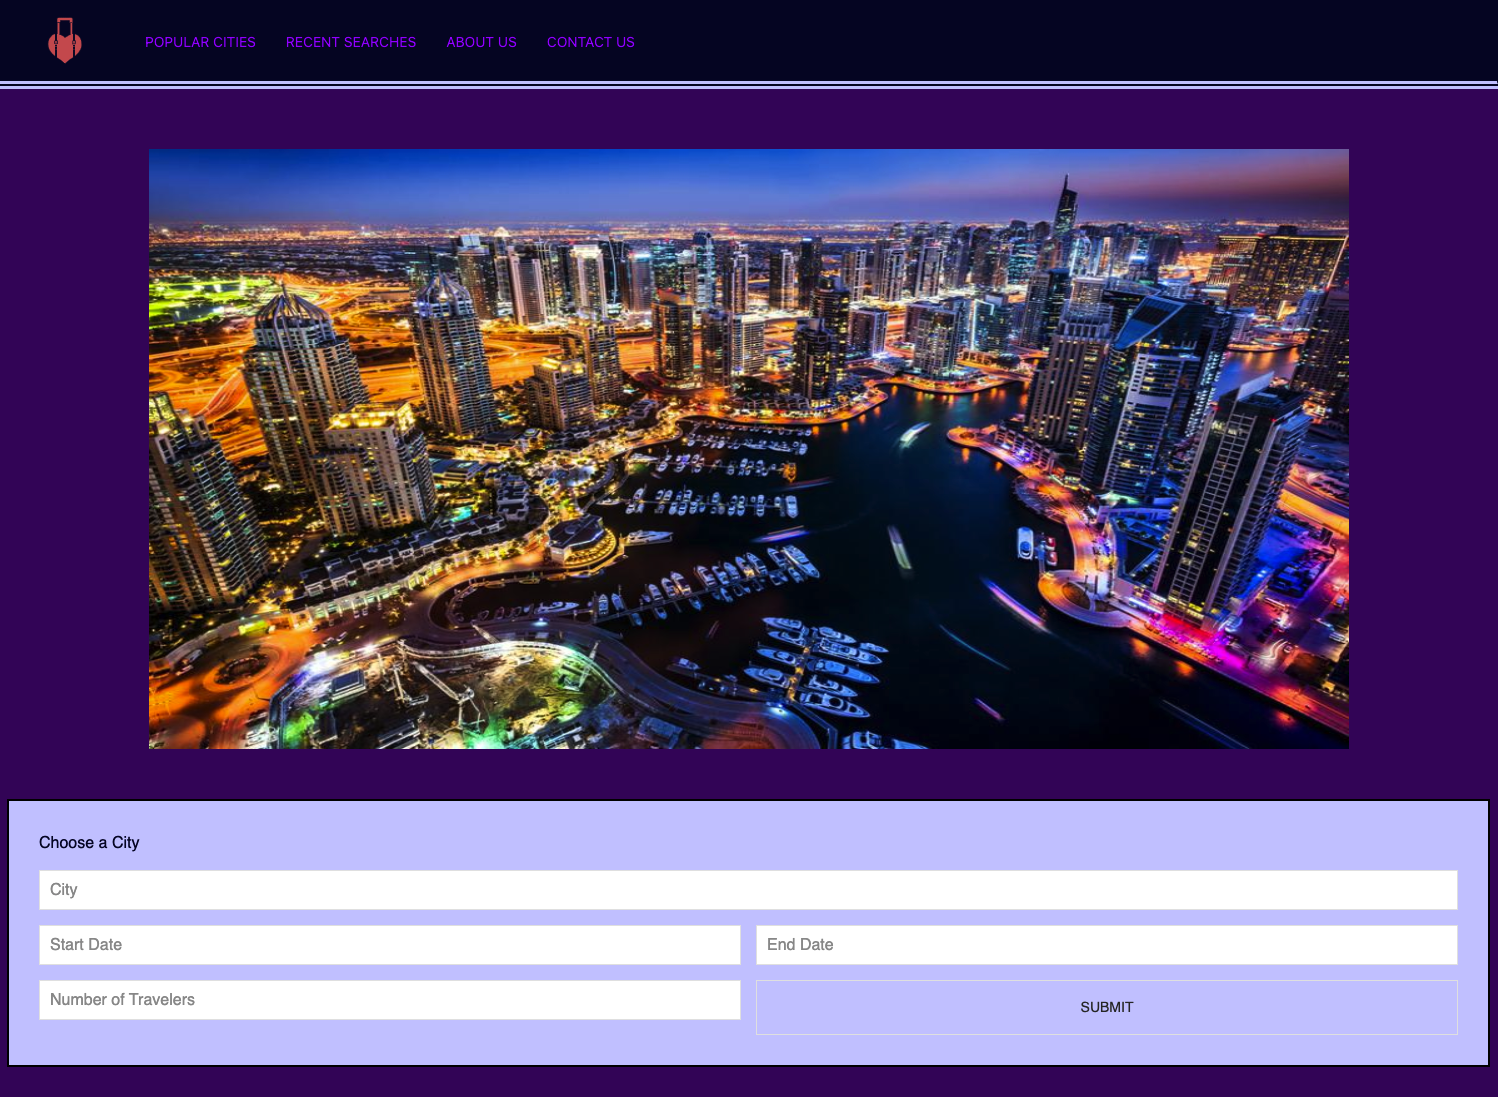 POPULAR CITIES RECENT SEARCHES ABOUT US CONTACT US
Choose a City
City
Start Date End Date
Number of Travelers SUBMIT